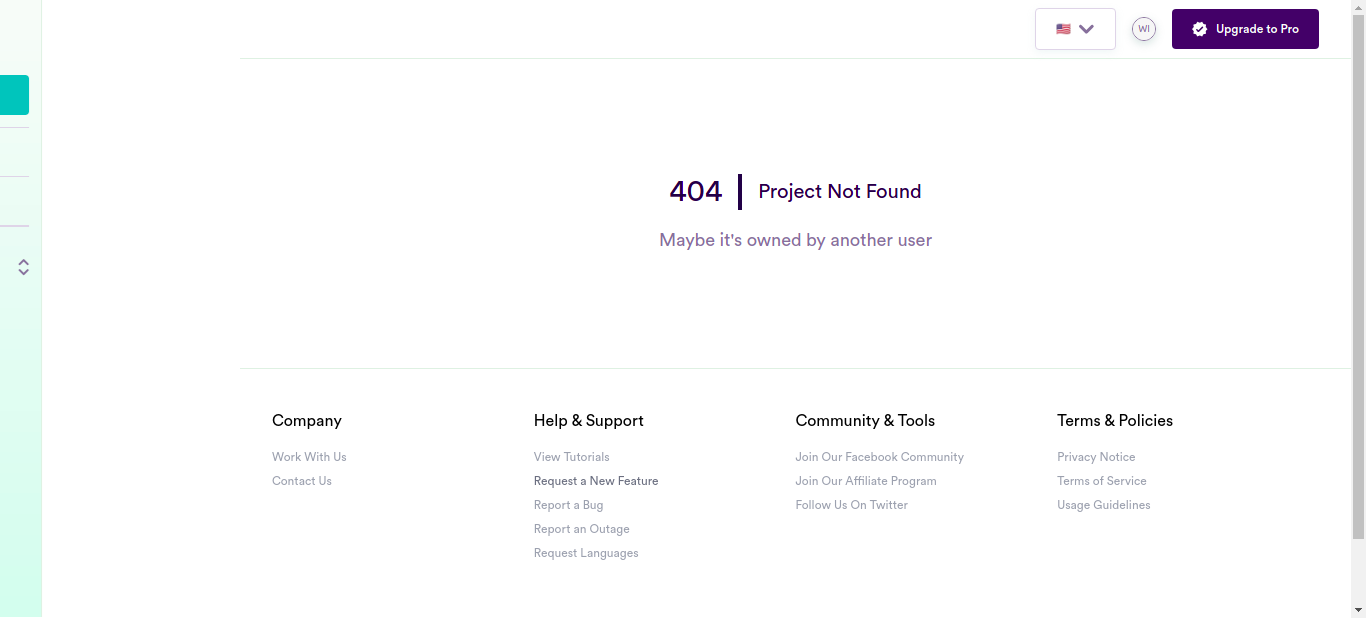 WI
Upgrade to Pro
404
Project Not Found
Maybe it's owned by another user
Company
Work With Us
Contact Us
Help & Support
View Tutorials
Request a New Feature
Report a Bug
Report an Outage
Request Languages
Community & Tools
Join Our Facebook Community
Join Our Affiliate Program
Follow Us On Twitter
Terms & Policies
Privacy Notice
Terms of Service
Usage Guidelines